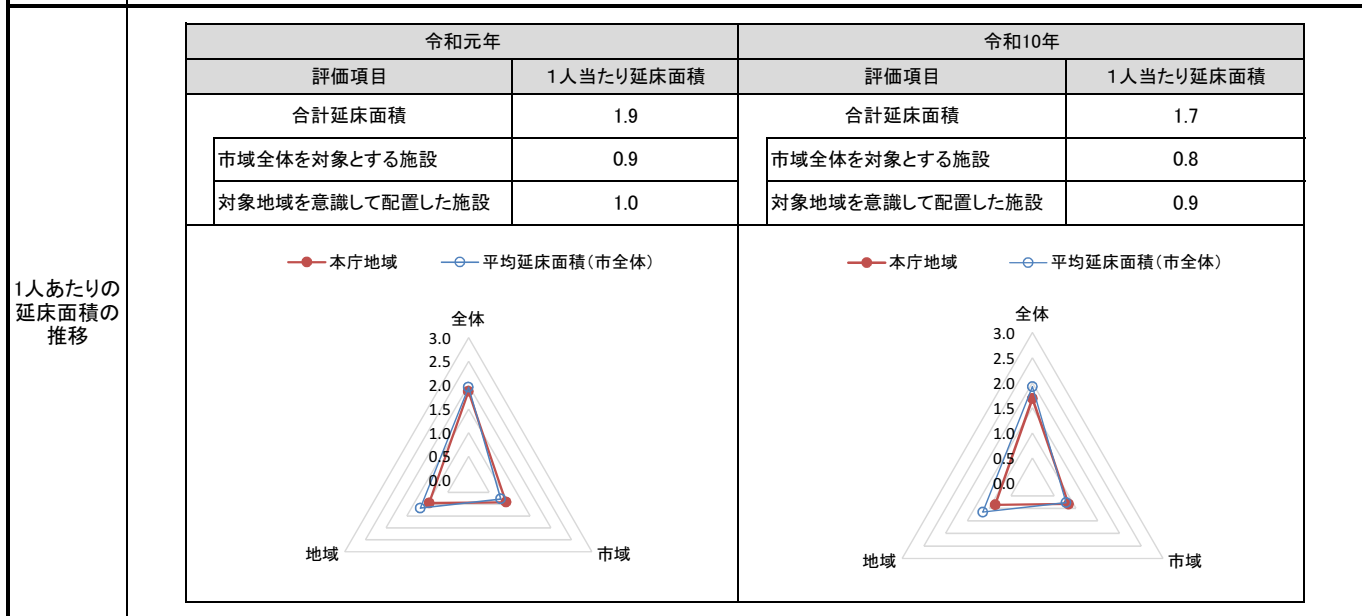 1人あたりの
延床面積の
推移
令和元年 令和10年
評価項目 1人当たり延床面積 評価項目 1人当たり延床面積
合計延床面積 1.9 合計延床面積 1.7
市域全体を対象とする施設 0.9 市域全体を対象とする施設 0.8
対象地域を意識して配置した施設 1.0 対象地域を意識して配置した施設 0.9
本庁地域 平均延床面積(市全体)
全体
3.0
2.5
2.0
1.5
1.0
0.5
0.0
地域 市域
本庁地域 平均延床面積(市全体)
全体
3.0
2.5
2.0
1.5
1.0
0.5
0.0
地域 市域